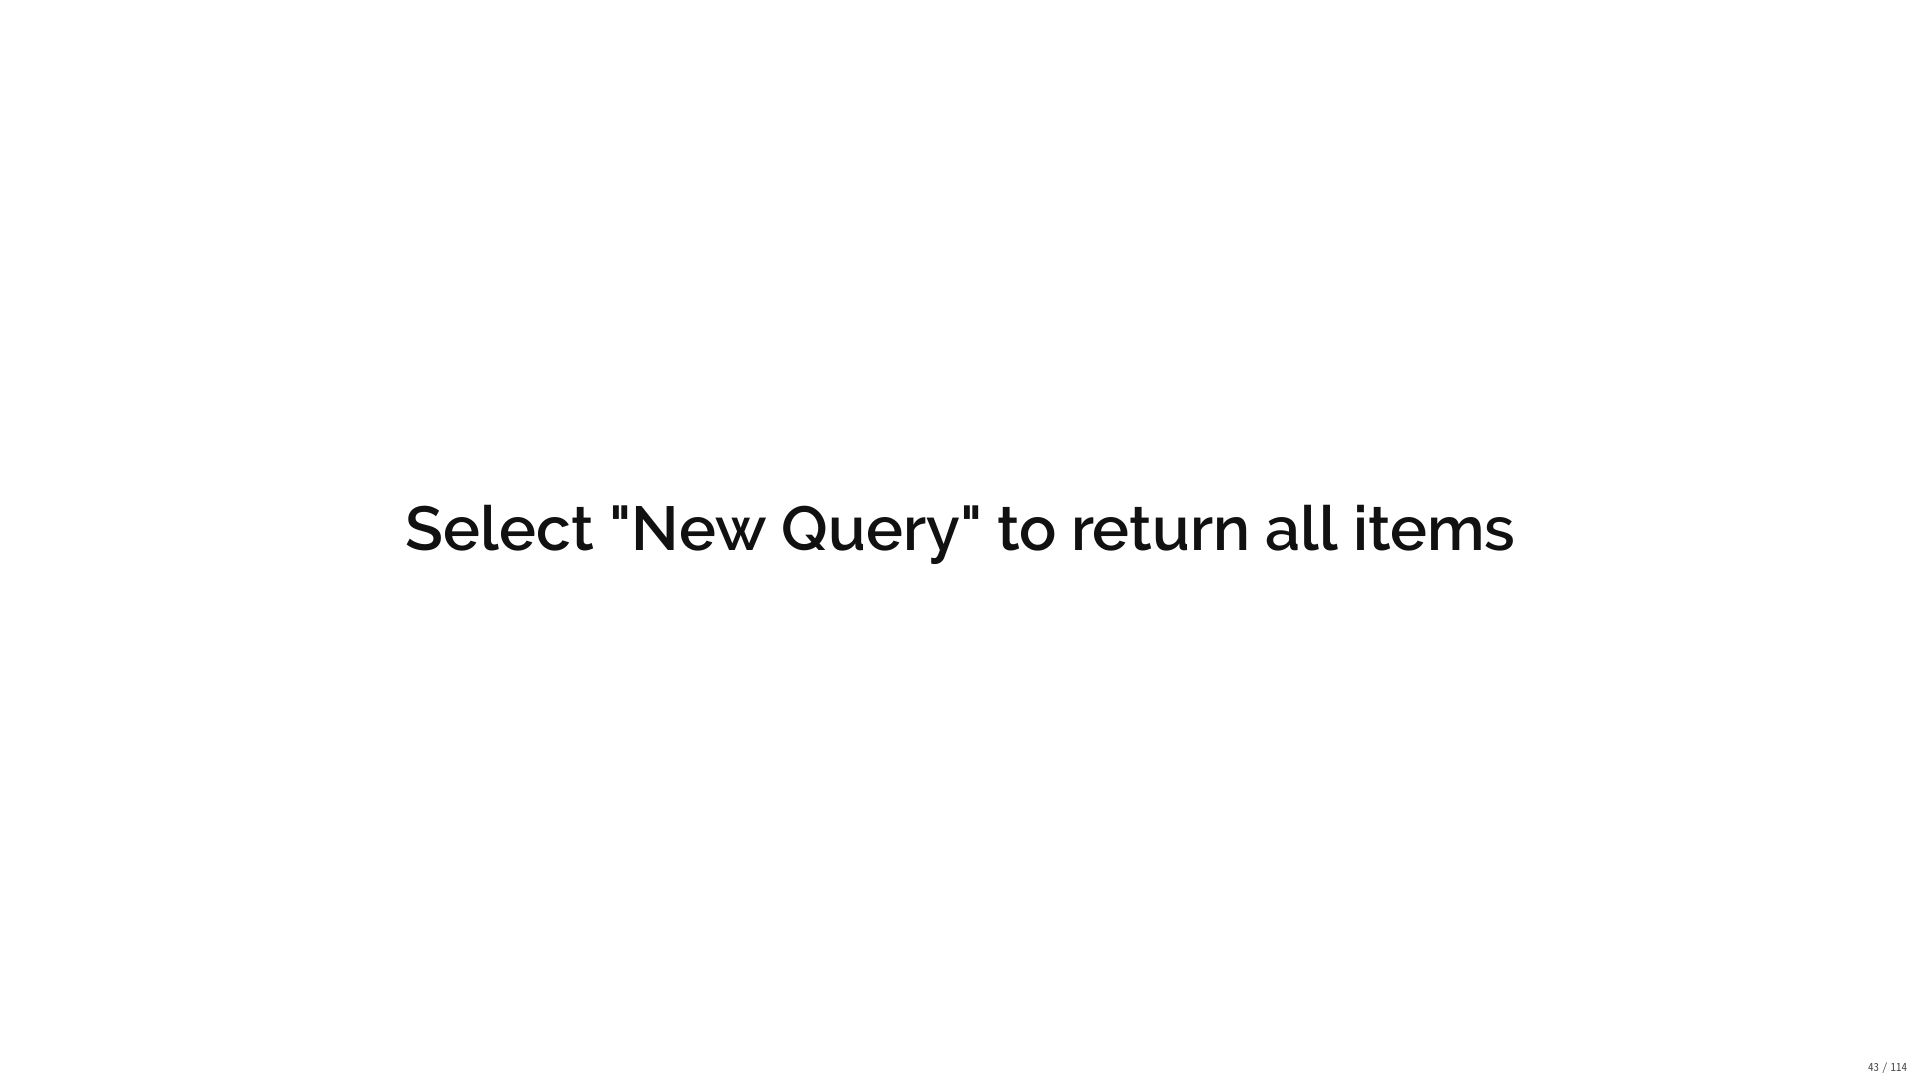 Select "New Query" to return all items
43 / 114